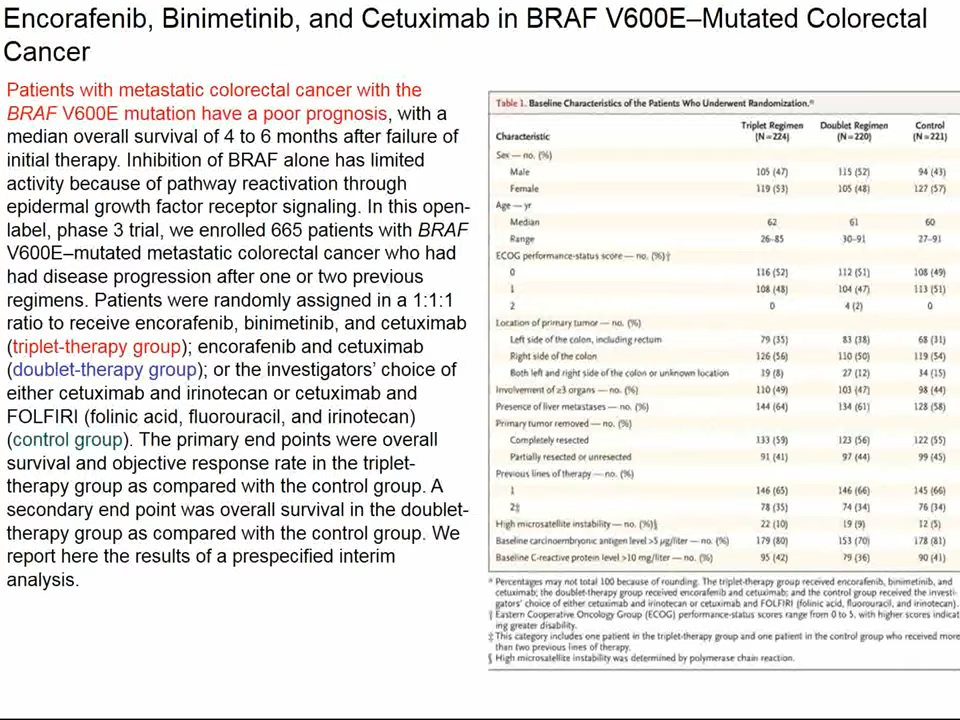 Encorafenib, Binimetinib, and Cetuximab in BRAF V600E–Mutated Colorectal
Cancer
Patients with metastatic colorectal cancer with the
BRAF V600E mutation have a poor prognosis, with a
median overall survival of 4 to 6 months after failure of
initial therapy. Inhibition of BRAF alone has limited
activity because of pathway reactivation through
epidermal growth factor receptor signaling. In this open-
label, phase 3 trial, we enrolled 665 patients with BRAF
V600E–mutated metastatic colorectal cancer who had
had disease progression after one or two previous
regimens. Patients were randomly assigned in a 1:1:1
ratio to receive encorafenib, binimetinib, and cetuximab
(triplet-therapy group); encorafenib and cetuximab
(doublet-therapy group); or the investigators' choice of
either cetuximab and irinotecan or cetuximab and
FOLFIRI (folinic acid, fluorouracil, and irinotecan)
(control group). The primary end points were overall
survival and objective response rate in the triplet-
therapy group as compared with the control group. A
secondary end point was overall survival in the doublet-
therapy group as compared with the control group. We
report here the results of a prespecified interim
analysis.
Table 1. Baseline Characteristics of the Patients Who Underwent Randomization.*
Characteristic Triplet Regimen (N=224) Doublet Regimen (N=220) Control (N=221)
Sex — no. (%)
Male 105 (47) 115 (52) 94 (43)
Female 119 (53) 105 (48) 127 (57)
Age — yr
Median 62 61 60
Range 26–85 30–91 27–91
ECOG performance-status score — no. (%)†
0 116 (52) 112 (51) 108 (49)
1 108 (48) 104 (47) 113 (51)
2 0 4 (2) 0
Location of primary tumor — no. (%)
Left side of the colon, including rectum 79 (35) 83 (38) 68 (31)
Right side of the colon 126 (56) 110 (50) 119 (54)
Both left and right side of the colon or unknown location 19 (8) 27 (12) 34 (15)
Involvement of ≥3 organs — no. (%) 110 (49) 103 (47) 98 (44)
Presence of liver metastases — no. (%) 144 (64) 134 (61) 128 (58)
Primary tumor removed — no. (%)
Completely resected 133 (59) 123 (56) 122 (55)
Partially resected or unresected 91 (41) 97 (44) 99 (45)
Previous lines of therapy — no. (%)
1 146 (65) 146 (66) 145 (66)
2‡ 78 (35) 74 (34) 76 (34)
High microsatellite instability — no. (%)§ 22 (10) 19 (9) 12 (5)
Baseline carcinoembryonic antigen level >5 μg/liter — no. (%) 179 (80) 153 (70) 178 (81)
Baseline C-reactive protein level >10 mg/liter — no. (%) 95 (42) 79 (36) 90 (41)
* Percentages may not total 100 because of rounding. The triplet-therapy group received encorafenib, binimetinib, and
cetuximab; the doublet-therapy group received encorafenib and cetuximab; and the control group received the investi-
gators' choice of either cetuximab and irinotecan or cetuximab and FOLFIRI (folinic acid, fluorouracil, and irinotecan).
† Eastern Cooperative Oncology Group (ECOG) performance-status scores range from 0 to 5, with higher scores indicat
ing greater disability.
‡ This category includes one patient in the triplet-therapy group and one patient in the control group who received more
than two previous lines of therapy.
§ High microsatellite instability was determined by polymerase chain reaction.